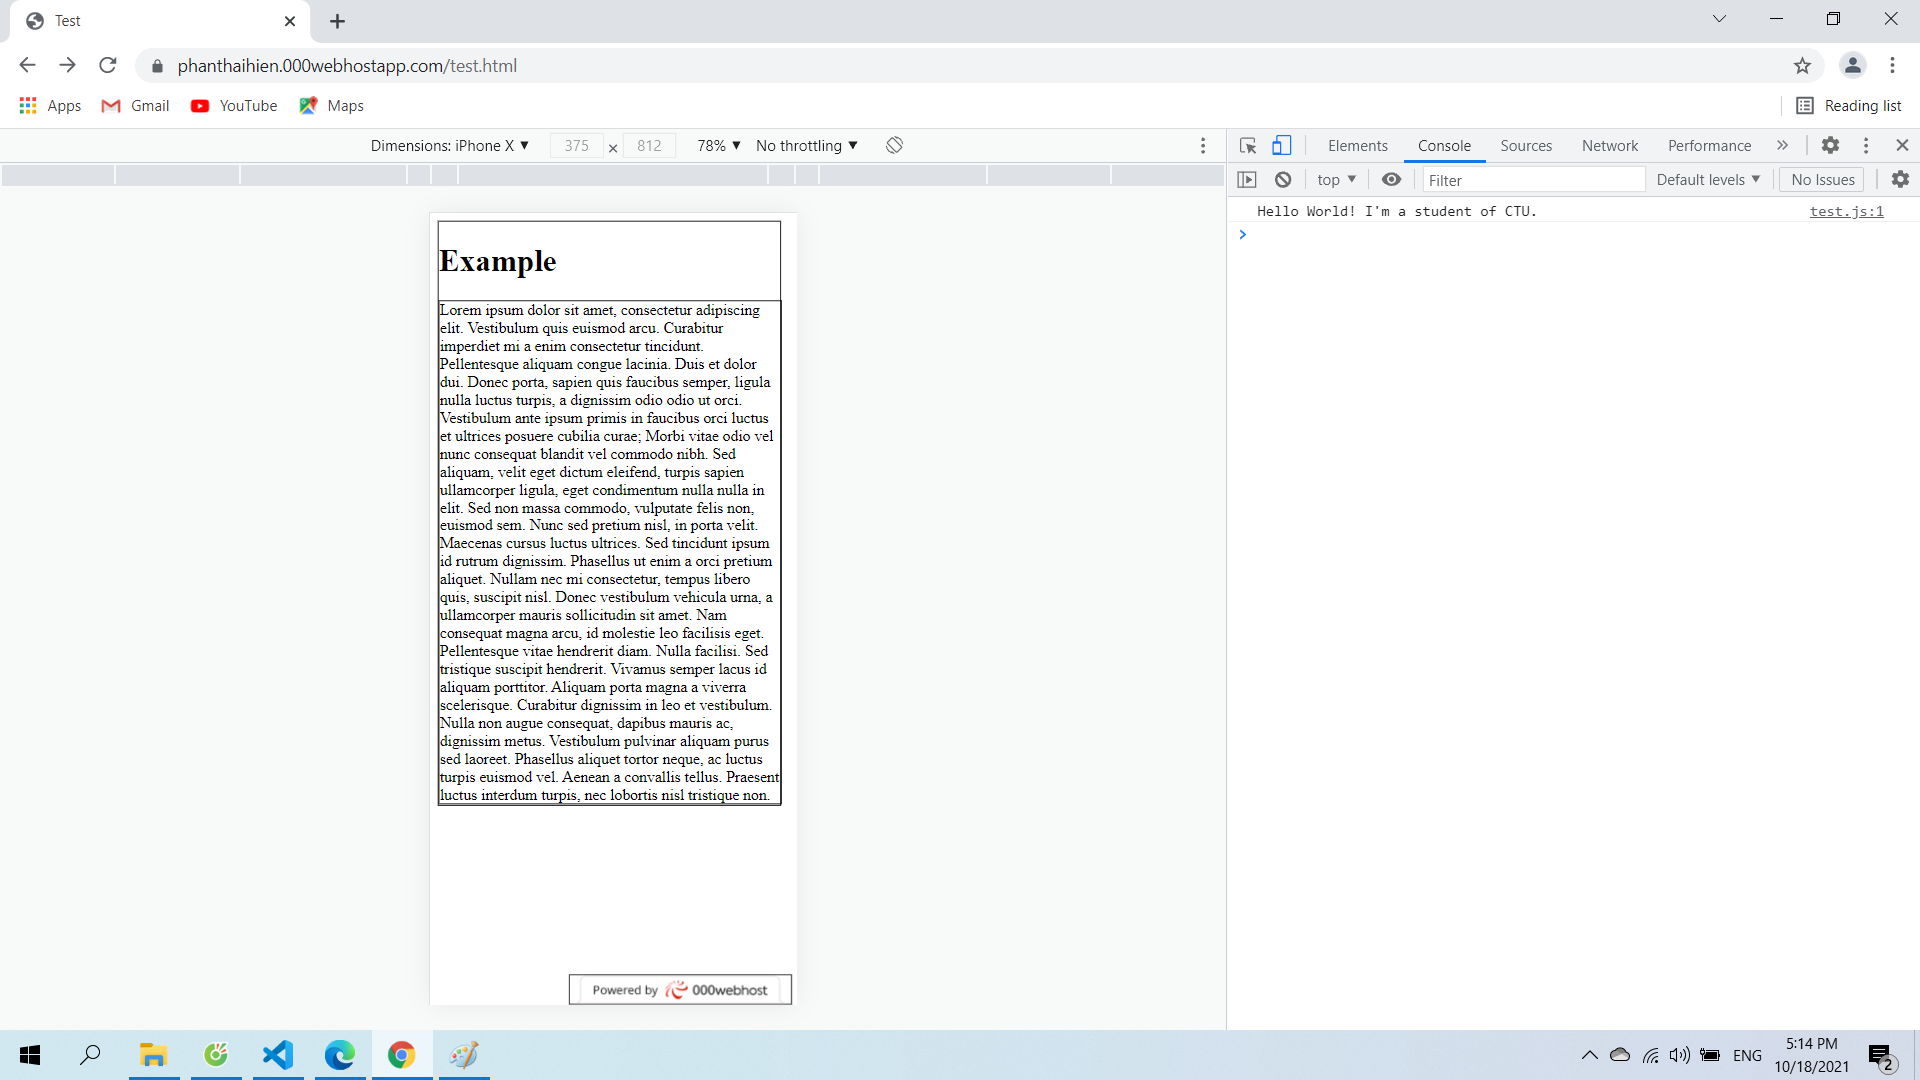 Test
phanthaihien.000webhostapp.com/test.html
Apps Gmail YouTube Maps Reading list
Dimensions: iPhone X ▼ 375 × 812 78% ▼ No throttling ▼
Elements Console Sources Network Performance »
top ▼ Filter Default levels ▼ No Issues
Hello World! I'm a student of CTU. test.js:1
Example
Lorem ipsum dolor sit amet, consectetur adipiscing
elit. Vestibulum quis euismod arcu. Curabitur
imperdiet mi a enim consectetur tincidunt.
Pellentesque aliquam congue lacinia. Duis et dolor
dui. Donec porta, sapien quis faucibus semper, ligula
nulla luctus turpis, a dignissim odio odio ut orci.
Vestibulum ante ipsum primis in faucibus orci luctus
et ultrices posuere cubilia curae; Morbi vitae odio vel
nunc consequat blandit vel commodo nibh. Sed
aliquam, velit eget dictum eleifend, turpis sapien
ullamcorper ligula, eget condimentum nulla nulla in
elit. Sed non massa commodo, vulputate felis non,
euismod sem. Nunc sed pretium nisl, in porta velit.
Maecenas cursus luctus ultrices. Sed tincidunt ipsum
id rutrum dignissim. Phasellus ut enim a orci pretium
aliquet. Nullam nec mi consectetur, tempus libero
quis, suscipit nisl. Donec vestibulum vehicula urna, a
ullamcorper mauris sollicitudin sit amet. Nam
consequat magna arcu, id molestie leo facilisis eget.
Pellentesque vitae hendrerit diam. Nulla facilisi. Sed
tristique suscipit hendrerit. Vivamus semper lacus id
aliquam porttitor. Aliquam porta magna a viverra
scelerisque. Curabitur dignissim in leo et vestibulum.
Nulla non augue consequat, dapibus mauris ac,
dignissim metus. Vestibulum pulvinar aliquam purus
sed laoreet. Phasellus aliquet tortor neque, ac luctus
turpis euismod vel. Aenean a convallis tellus. Praesent
luctus interdum turpis, nec lobortis nisl tristique non.
Powered by 000webhost
ENG
5:14 PM
10/18/2021
2